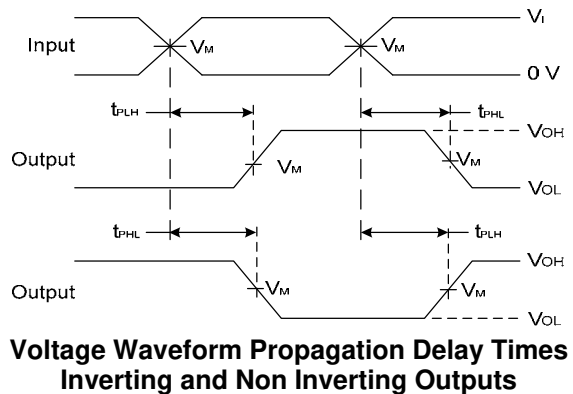 VI
Input
VM
VM
0 V
tPLH
tPHL
VOH
Output
VM
VM
VOL
tPHL
tPLH
VOH
Output
VM
VM
VOL
Voltage Waveform Propagation Delay Times
Inverting and Non Inverting Outputs